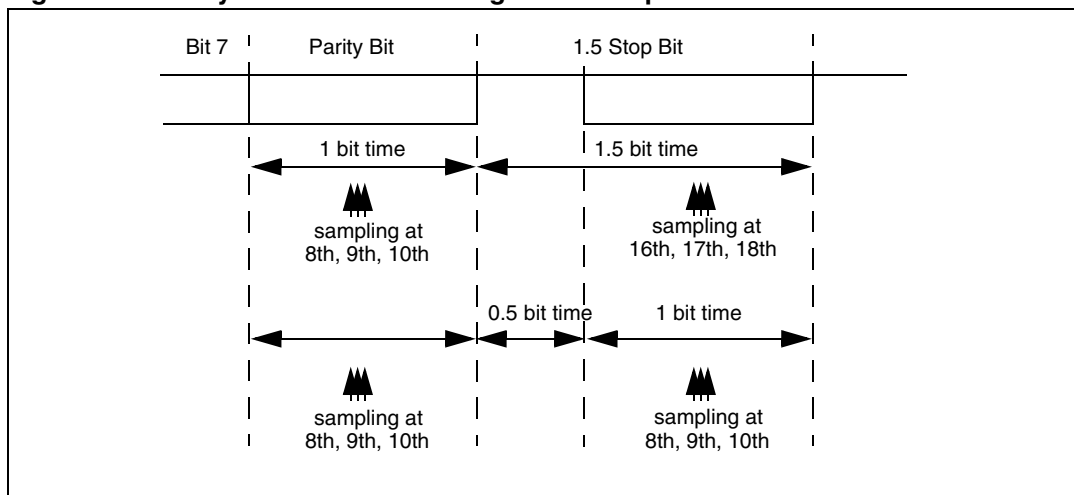 Bit 7 Parity Bit 1.5 Stop Bit
1 bit time 1.5 bit time
sampling at
8th, 9th, 10th
sampling at
16th, 17th, 18th
0.5 bit time 1 bit time
sampling at
8th, 9th, 10th
sampling at
8th, 9th, 10th